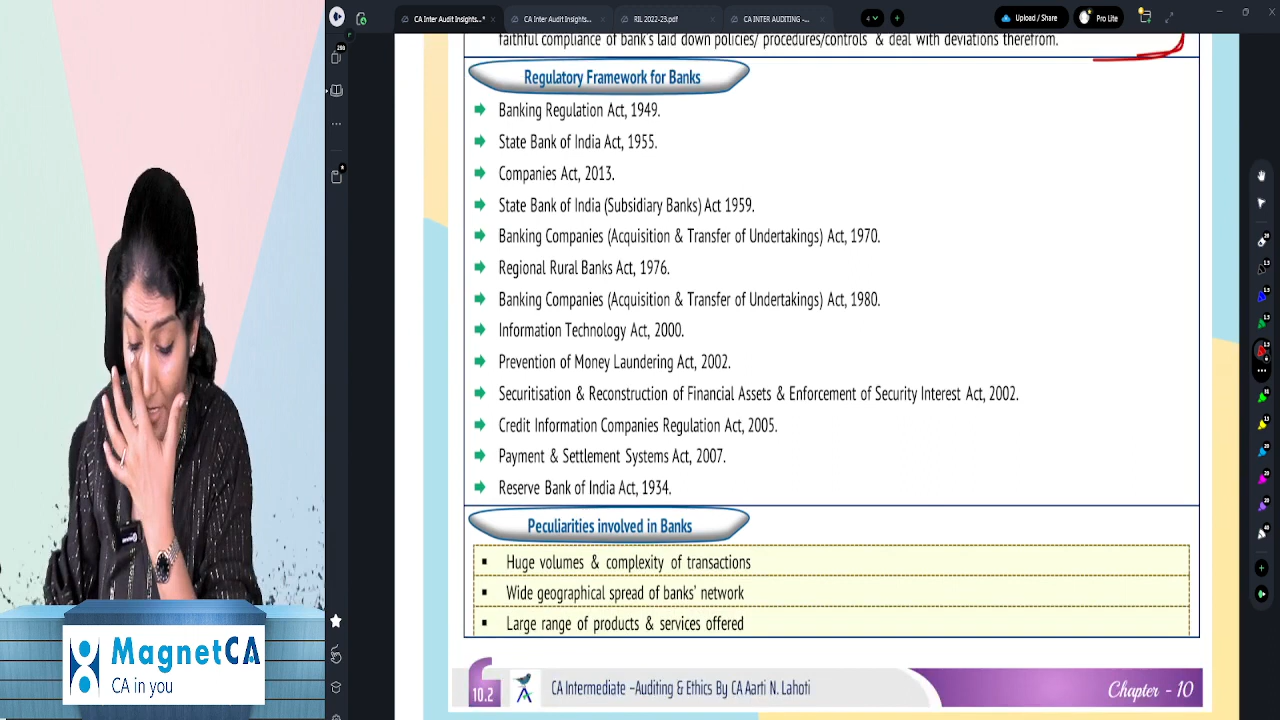 CA Inter Audit Insights...*
CA Inter Audit Insights...
RIL 2022-23.pdf
CA INTER AUDITING -...
4
Upload / Share
Pro Lite
faithful compliance of bank's laid down policies/ procedures/controls & deal with deviations therefrom.
Regulatory Framework for Banks
Banking Regulation Act, 1949.
State Bank of India Act, 1955.
Companies Act, 2013.
State Bank of India (Subsidiary Banks) Act 1959.
Banking Companies (Acquisition & Transfer of Undertakings) Act, 1970.
Regional Rural Banks Act, 1976.
Banking Companies (Acquisition & Transfer of Undertakings) Act, 1980.
Information Technology Act, 2000.
Prevention of Money Laundering Act, 2002.
Securitisation & Reconstruction of Financial Assets & Enforcement of Security Interest Act, 2002.
Credit Information Companies Regulation Act, 2005.
Payment & Settlement Systems Act, 2007.
Reserve Bank of India Act, 1934.
Peculiarities involved in Banks
Huge volumes & complexity of transactions
Wide geographical spread of banks' network
Large range of products & services offered
10.2
CA Intermediate -Auditing & Ethics By CA Aarti N. Lahoti
Chapter - 10
MagnetCA
CA in you